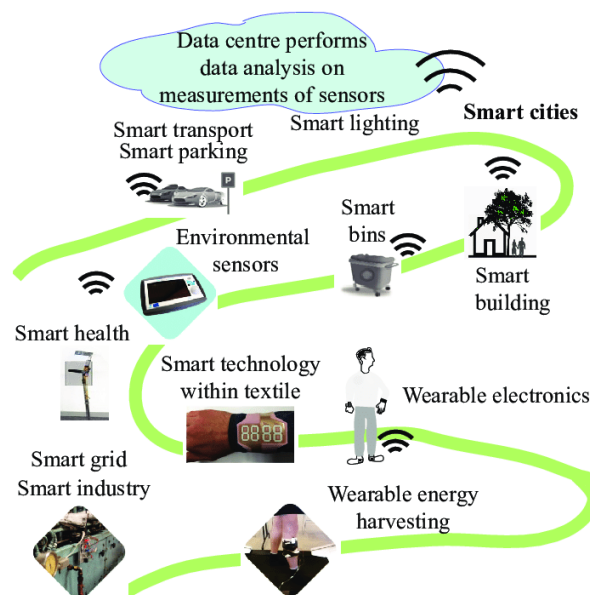 Data centre performs
data analysis on
measurements of sensors
Smart lighting
Smart cities
Smart transport
Smart parking
P
Smart
bins
Environmental
sensors
Smart
building
Smart health
Smart technology
within textile
8888
Wearable electronics
Smart grid
Smart industry
Wearable energy
harvesting